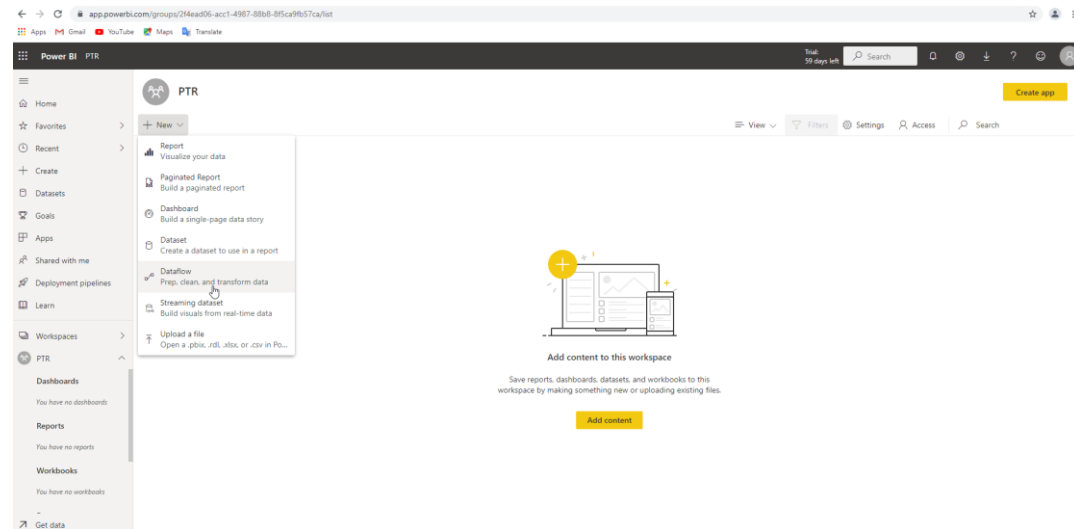 app.powerbi.com/groups/2f4ead06-acc1-4987-88b8-8f5ca9fb57ca/list
Apps Gmail YouTube Maps Translate
Power BI PTR
Trial:
59 days left
Search
Home
Favorites
Recent
Create
Datasets
Goals
Apps
Shared with me
Deployment pipelines
Learn
Workspaces
PTR
Dashboards
You have no dashboards
Reports
You have no reports
Workbooks
You have no workbooks
Get data
PTR
Create app
New
View Filters Settings Access Search
Report
Visualize your data
Paginated Report
Build a paginated report
Dashboard
Build a single-page data story
Dataset
Create a dataset to use in a report
Dataflow
Prep, clean, and transform data
Streaming dataset
Build visuals from real-time data
Upload a file
Open a .pbix, .rdl, .xlsx, or .csv in Po...
Add content to this workspace
Save reports, dashboards, datasets, and workbooks to this
workspace by making something new or uploading existing files.
Add content